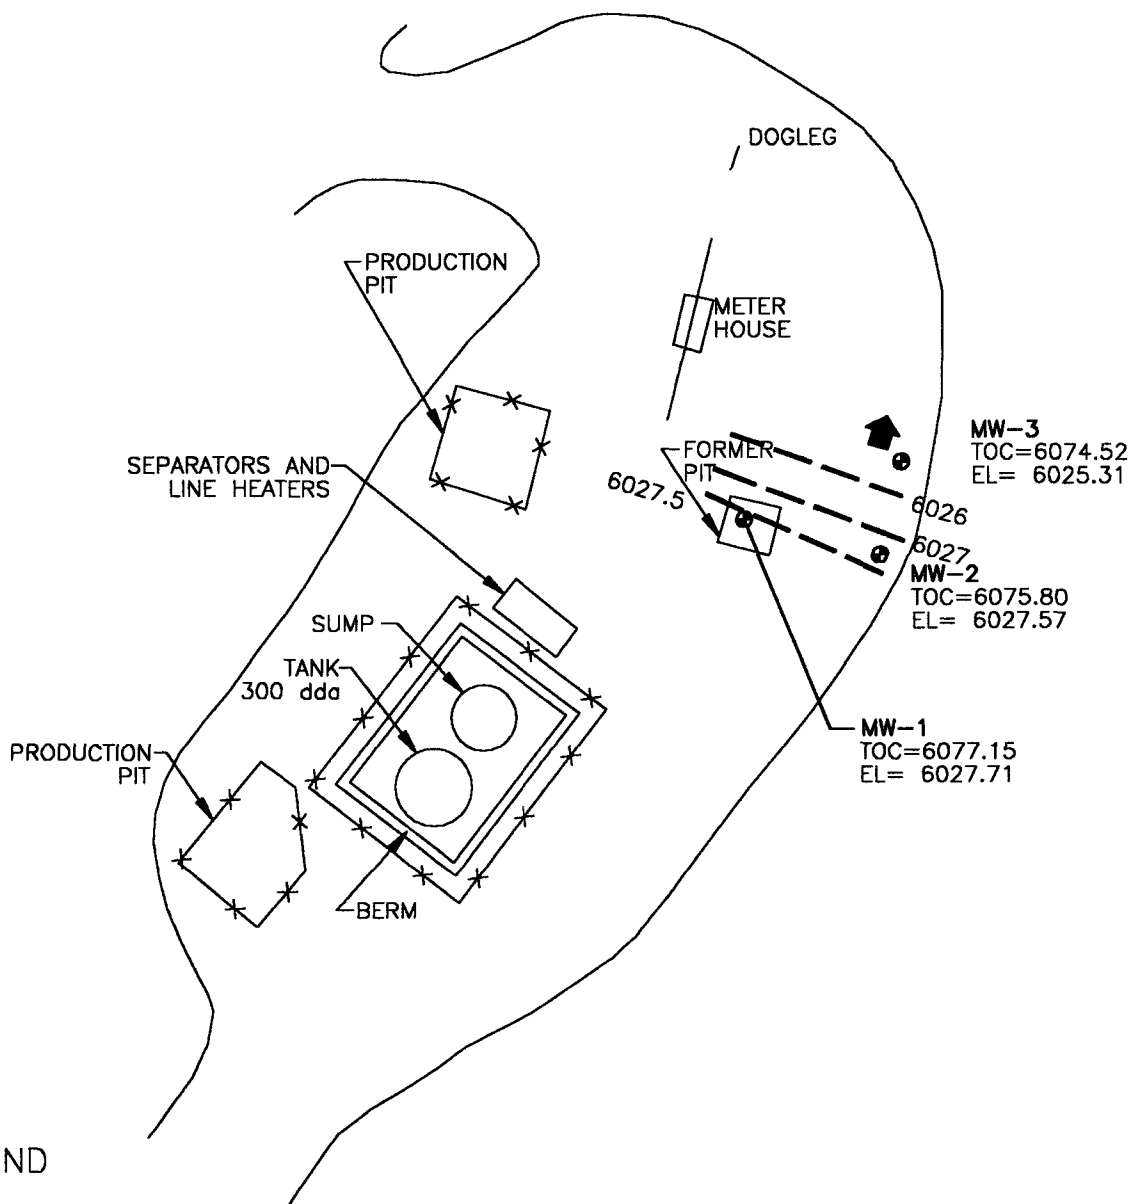 DOGLEG
PRODUCTION
PIT
METER
HOUSE
MW-3
TOC=6074.52
EL= 6025.31
FORMER
PIT
SEPARATORS AND
LINE HEATERS
6027.5
6026
6027
MW-2
TOC=6075.80
EL= 6027.57
SUMP
TANK
300 dda
MW-1
TOC=6077.15
EL= 6027.71
PRODUCTION
PIT
BERM
ND